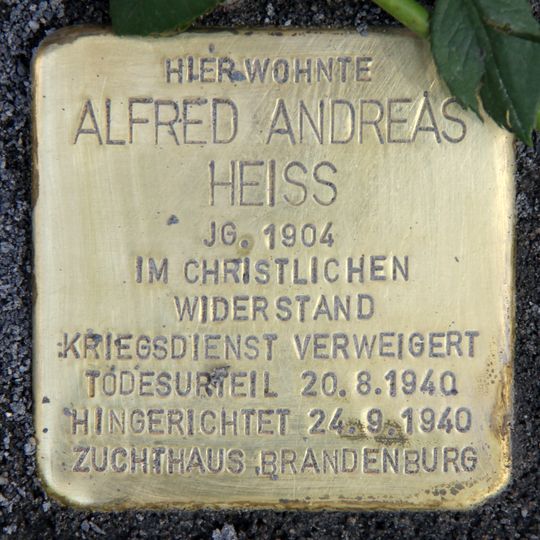 HIER WOHNTE
ALFRED ANDREAS
HEISS
JG. 1904
IM CHRISTLICHEN
WIDERSTAND
KRIEGSDIENST VERWEIGERT
TODESURTEIL 20.8.1940
HINGERICHTET 24.9.1940
ZUCHTHAUS BRANDENBURG